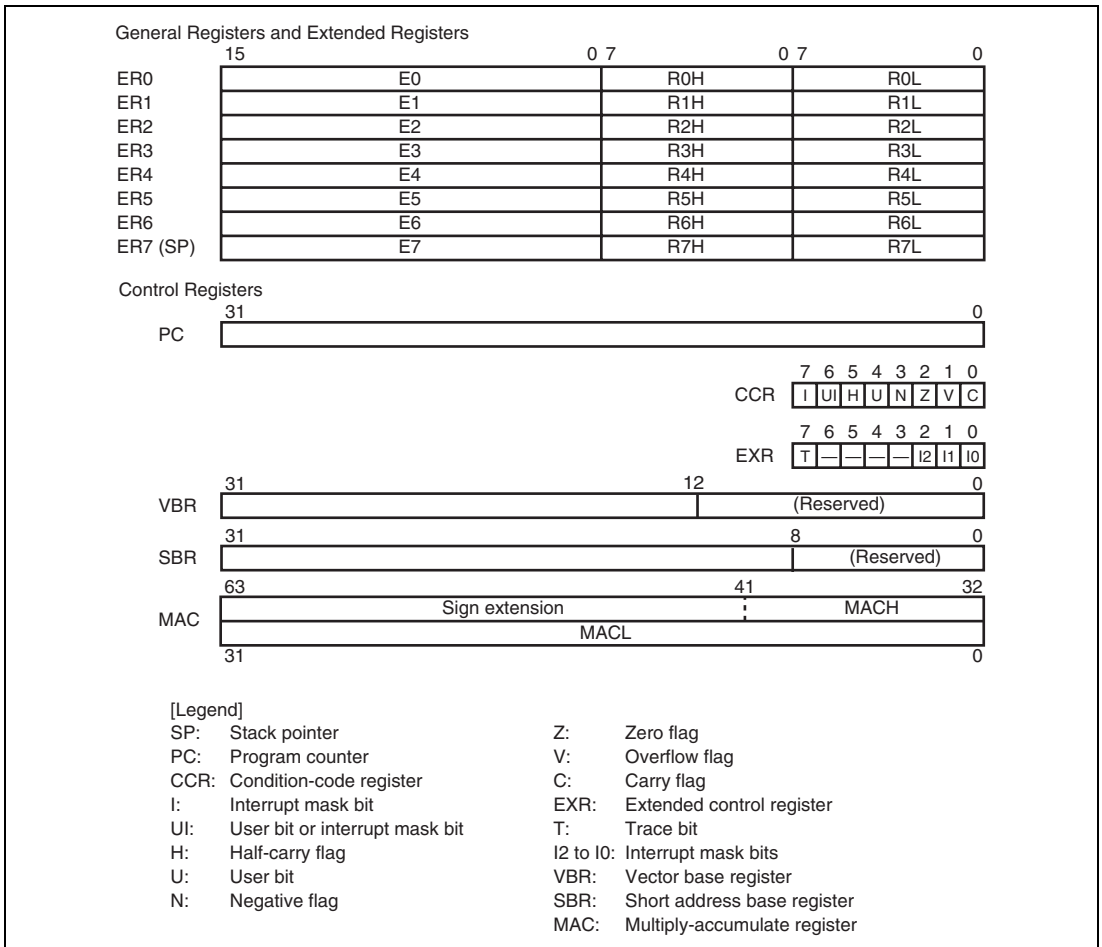 General Registers and Extended Registers
15 0 7 0 7 0
ER0 E0 R0H R0L
ER1 E1 R1H R1L
ER2 E2 R2H R2L
ER3 E3 R3H R3L
ER4 E4 R4H R4L
ER5 E5 R5H R5L
ER6 E6 R6H R6L
ER7 (SP) E7 R7H R7L
Control Registers
31 0
PC
7 6 5 4 3 2 1 0
CCR I UI H U N Z V C
7 6 5 4 3 2 1 0
EXR T — — — — I2 I1 I0
31 12 0
VBR (Reserved)
31 8 0
SBR (Reserved)
63 41 32
MAC Sign extension MACH
MACL
31 0
[Legend]
SP: Stack pointer
PC: Program counter
CCR: Condition-code register
I: Interrupt mask bit
UI: User bit or interrupt mask bit
H: Half-carry flag
U: User bit
N: Negative flag
Z: Zero flag
V: Overflow flag
C: Carry flag
EXR: Extended control register
T: Trace bit
I2 to I0: Interrupt mask bits
VBR: Vector base register
SBR: Short address base register
MAC: Multiply-accumulate register